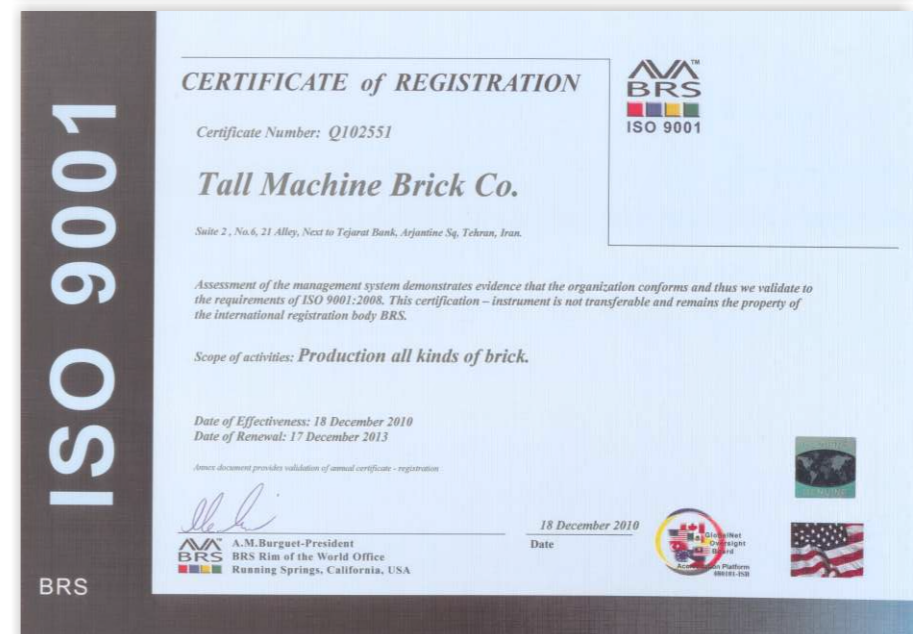 ISO 9001
BRS
CERTIFICATE of REGISTRATION
AVA™
BRS
ISO 9001
Certificate Number: Q102551
Tall Machine Brick Co.
Suite 2 , No.6, 21 Alley, Next to Tejarat Bank, Arjantine Sq, Tehran, Iran.
Assessment of the management system demonstrates evidence that the organization conforms and thus we validate to
the requirements of ISO 9001:2008. This certification – instrument is not transferable and remains the property of
the international registration body BRS.
Scope of activities: Production all kinds of brick.
Date of Effectiveness: 18 December 2010
Date of Renewal: 17 December 2013
Annex document provides validation of annual certificate - registration
18 December 2010
Date
AVA
BRS
A.M.Burguet-President
BRS Rim of the World Office
Running Springs, California, USA
GlobalNet
Oversight
Board
Accreditation Platform
GENUINE